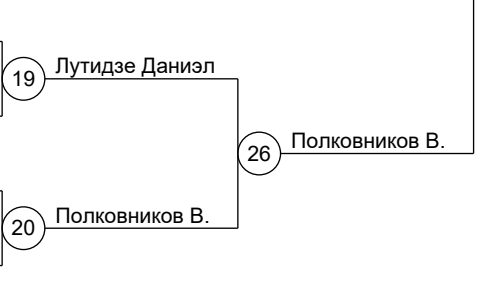 19 Лутидзе Даниэл
26 Полковников В.
20 Полковников В.